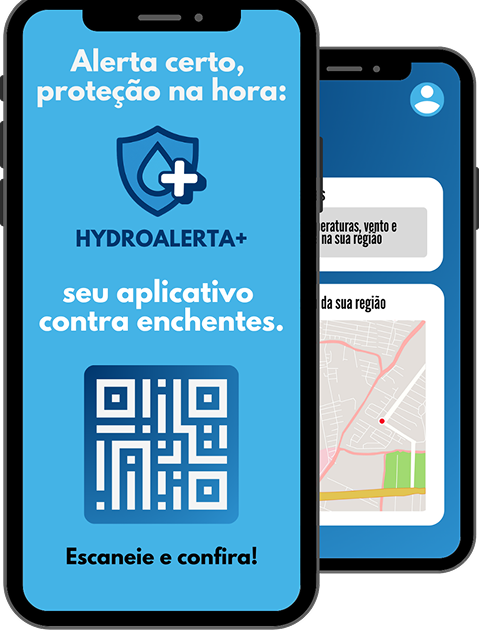 Alerta certo,
proteção na hora:
HYDROALERTA+
seu aplicativo
contra enchentes.
Escaneie e confira!
vento e
na sua região
da sua região